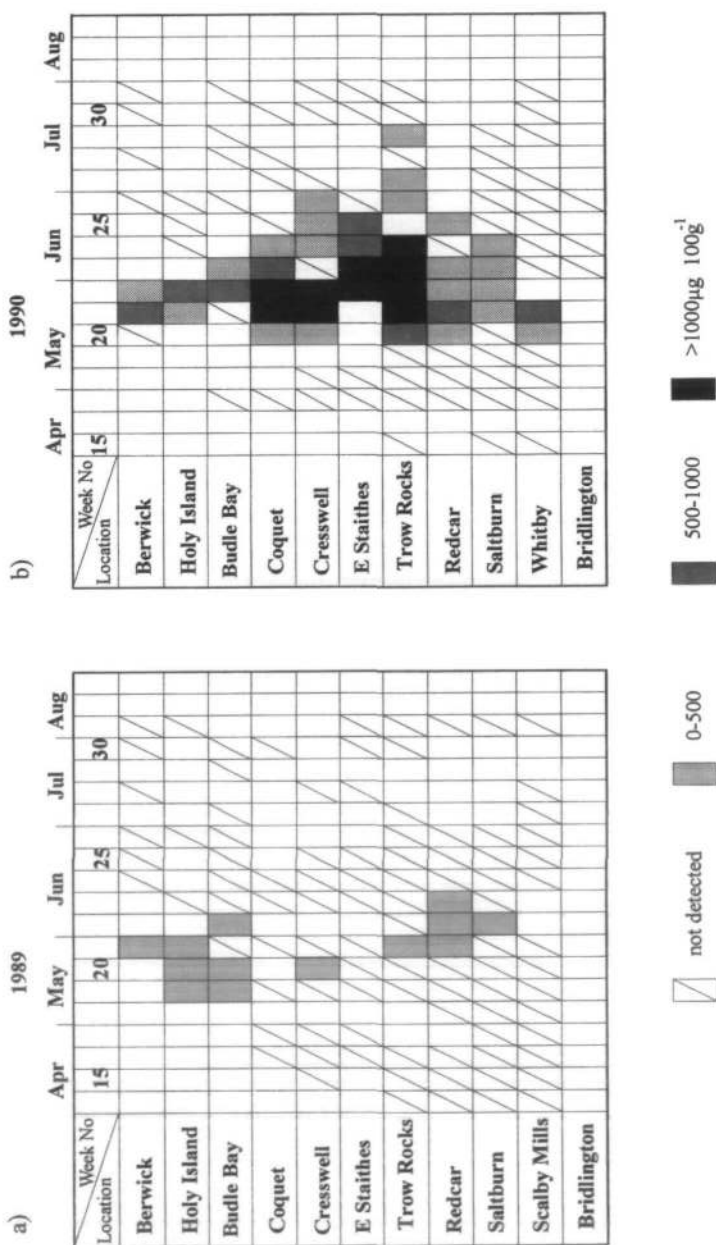 a)
1989
Apr May Jun Jul Aug
Week No
Location
15 20 25 30
Berwick
Holy Island
Budle Bay
Coquet
Cresswell
E Staithes
Trow Rocks
Redcar
Saltburn
Scalby Mills
Bridlington
b)
1990
Apr May Jun Jul Aug
Week No
Location
15 20 25 30
Berwick
Holy Island
Budle Bay
Coquet
Cresswell
E Staithes
Trow Rocks
Redcar
Saltburn
Whitby
Bridlington
not detected 0-500 500-1000 >1000µg 100g⁻¹